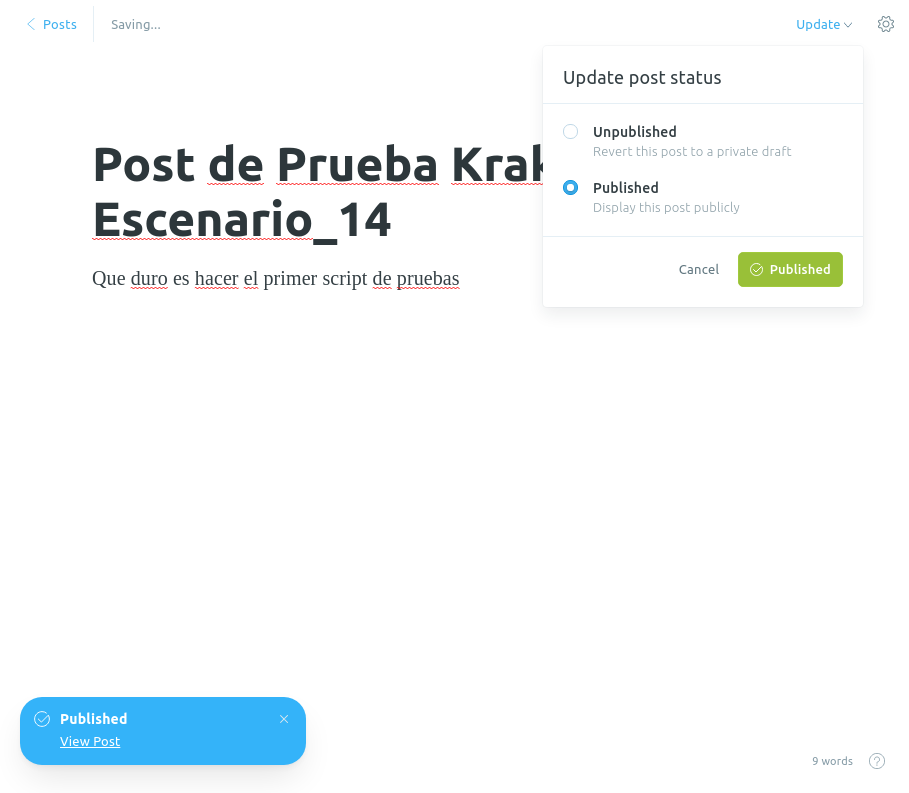 Posts
Saving...
Update
Update post status
Unpublished
Revert this post to a private draft
Published
Display this post publicly
Cancel
Published
Post de Prueba
Escenario_14
Que duro es hacer el primer script de pruebas
Published
View Post
9 words
?